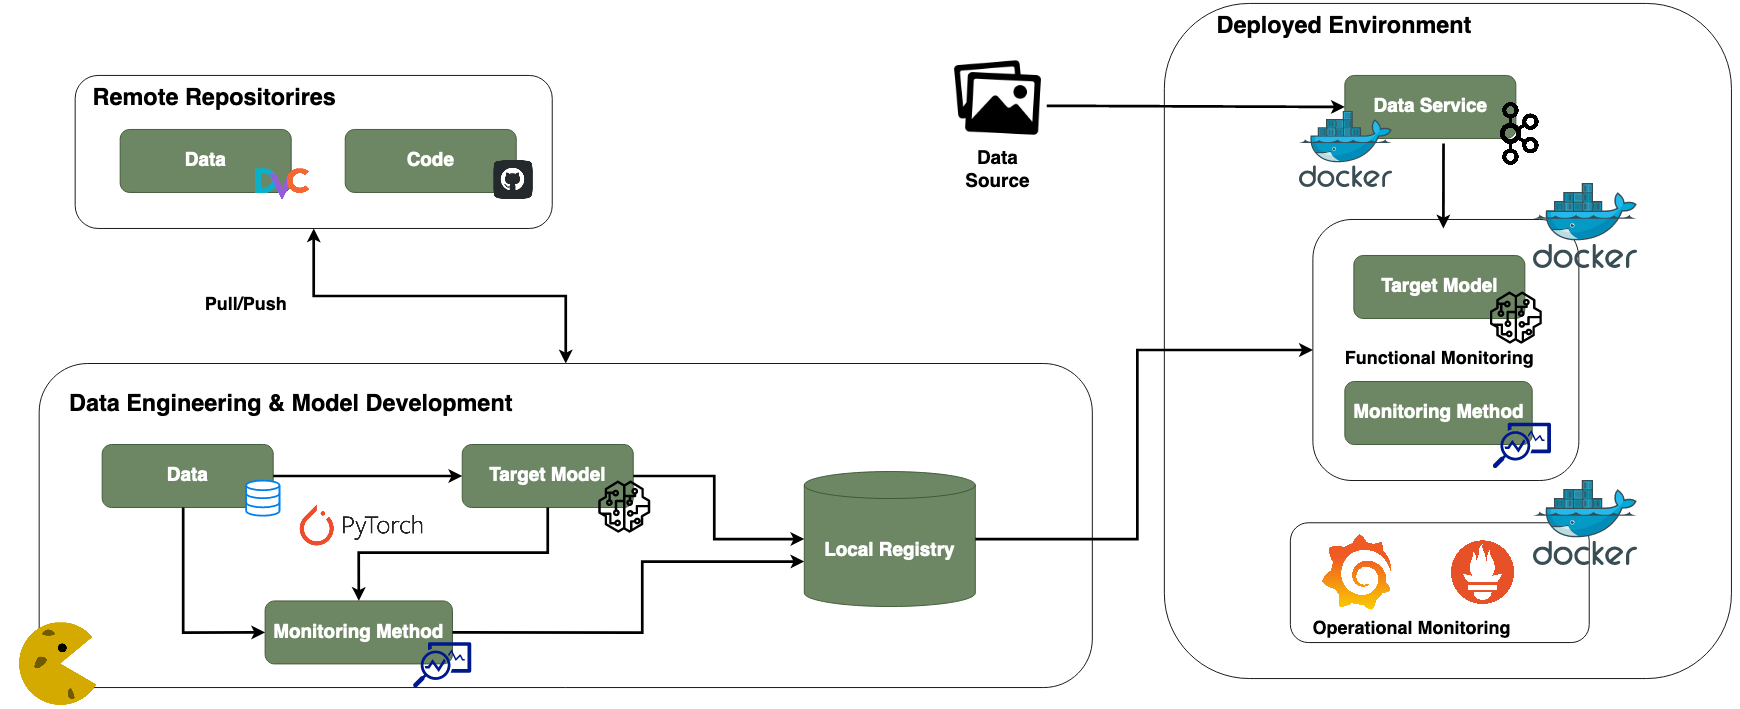 Deployed Environment
Remote Repositorires
Data
DVC
Code
Data
Source
Data Service
docker
docker
Target Model
Functional Monitoring
Monitoring Method
Pull/Push
Data Engineering & Model Development
Data
Target Model
PyTorch
Local Registry
Monitoring Method
docker
Operational Monitoring